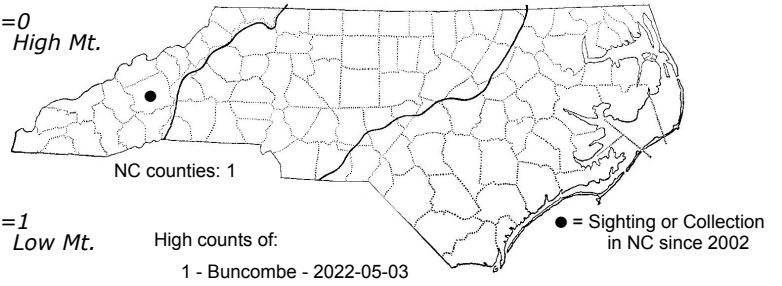 =0
High Mt.
NC counties: 1
=1
Low Mt.
High counts of:
1 - Buncombe - 2022-05-03
● = Sighting or Collection
in NC since 2002